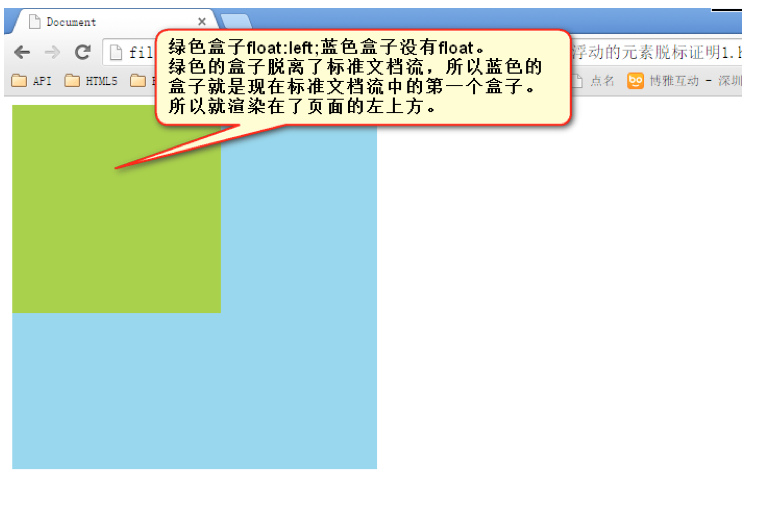 Document
×
fil
浮动的元素脱标证明1.h
API
HTML5
点名
博雅互动 - 深圳
绿色盒子float:left;蓝色盒子没有float。
绿色的盒子脱离了标准文档流，所以蓝色的
盒子就是现在标准文档流中的第一个盒子。
所以就渲染在了页面的左上方。